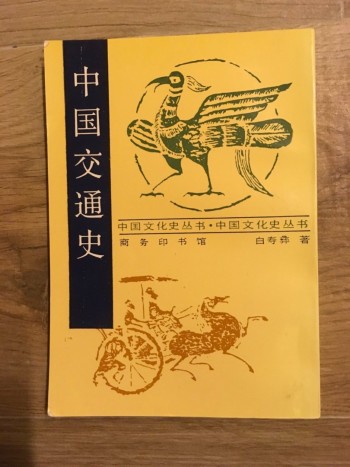 中国交通史
中国文化史丛书·中国文化史丛书
商务印书馆 白寿彝 著